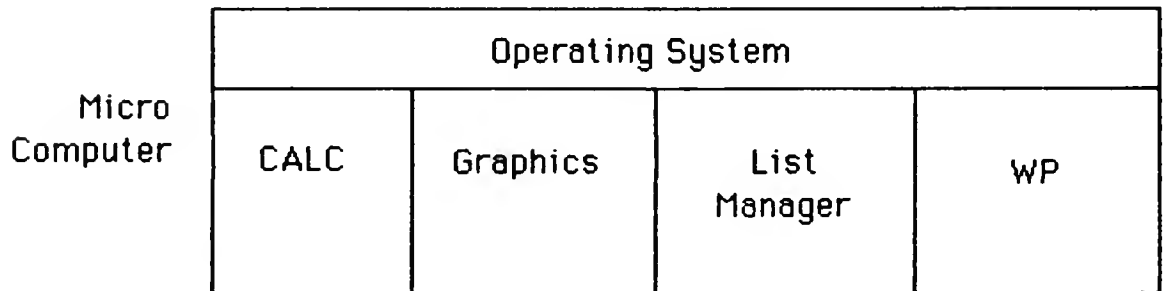 Operating System
Micro
Computer
CALC
Graphics
List
Manager
WP